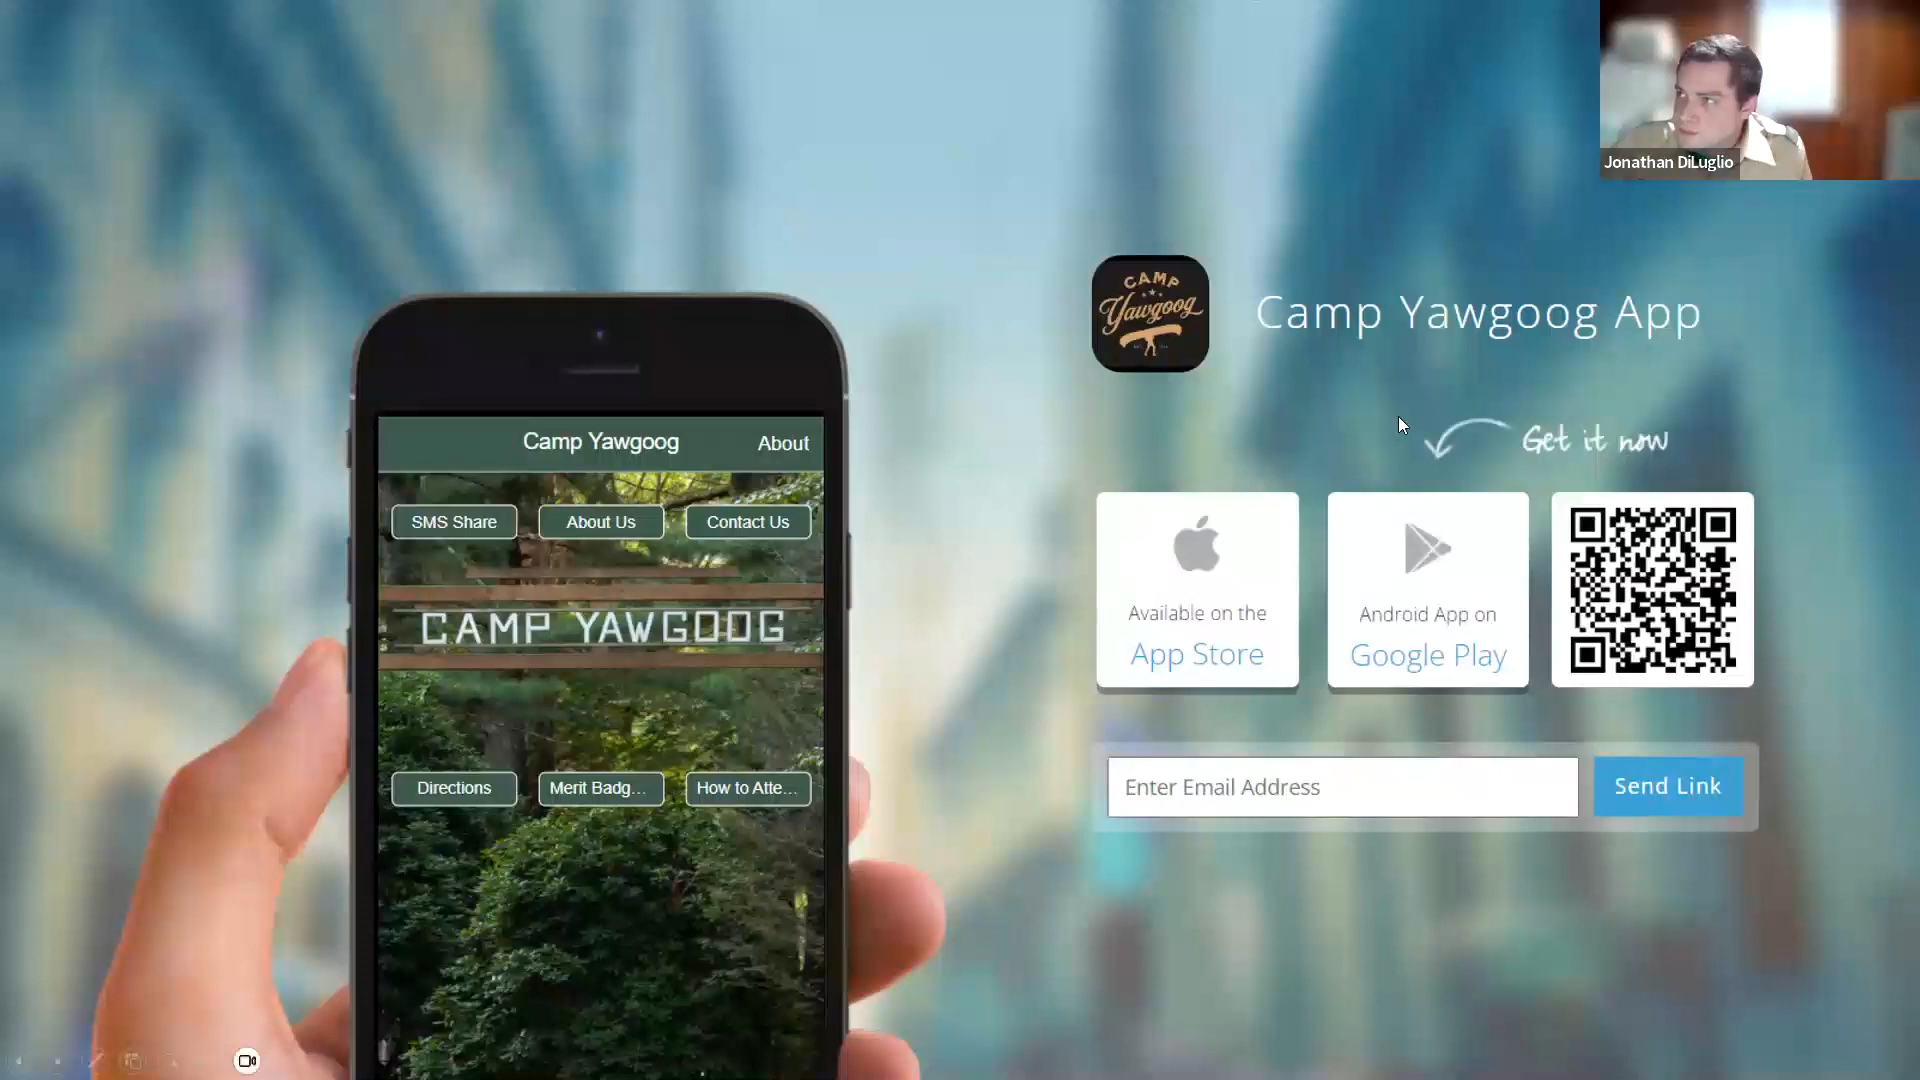 Jonathan DiLuglio
CAMP
Yawgoog
Camp Yawgoog App
Get it now
Camp Yawgoog
About
SMS Share
About Us
Contact Us
CAMP YAWGOOG
Directions
Merit Badg...
How to Atte...
Available on the
App Store
Android App on
Google Play
Enter Email Address
Send Link